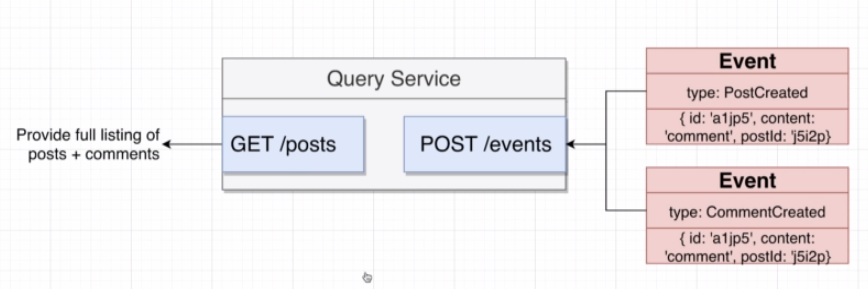 Query Service
Provide full listing of
posts + comments
GET /posts
POST /events
Event
type: PostCreated
{ id: 'a1jp5', content:
'comment', postId: 'j5i2p}
Event
type: CommentCreated
{ id: 'a1jp5', content:
'comment', postId: 'j5i2p}